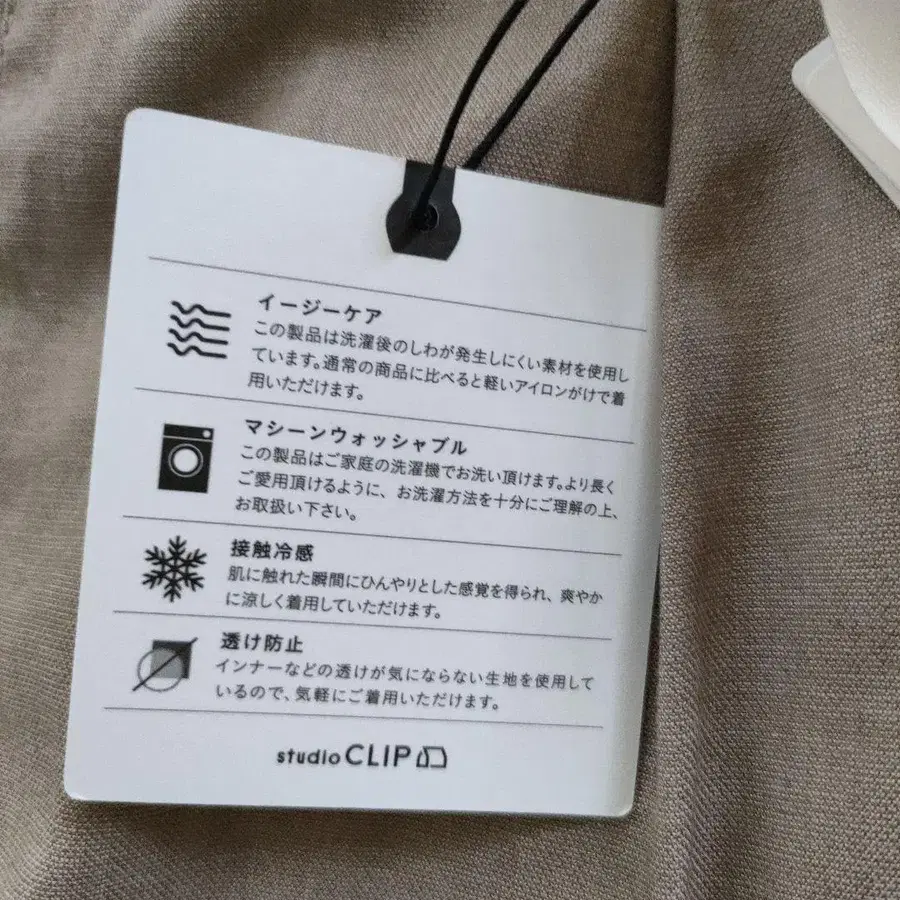 イージーケア
この製品は洗濯後のしわが発生しにくい素材を使用し
ています。通常の商品に比べると軽いアイロンがけで着
用いただけます。
マシーンウォッシャブル
この製品はご家庭の洗濯機でお洗い頂けます。より長く
ご愛用頂けるように、お洗濯方法を十分にご理解の上、
お取扱い下さい。
接触冷感
肌に触れた瞬間にひんやりとした感覚を得られ、爽やか
に涼しく着用していただけます。
透け防止
インナーなどの透けが気にならない生地を使用して
いるので、気軽にご着用いただけます。
studio CLIP